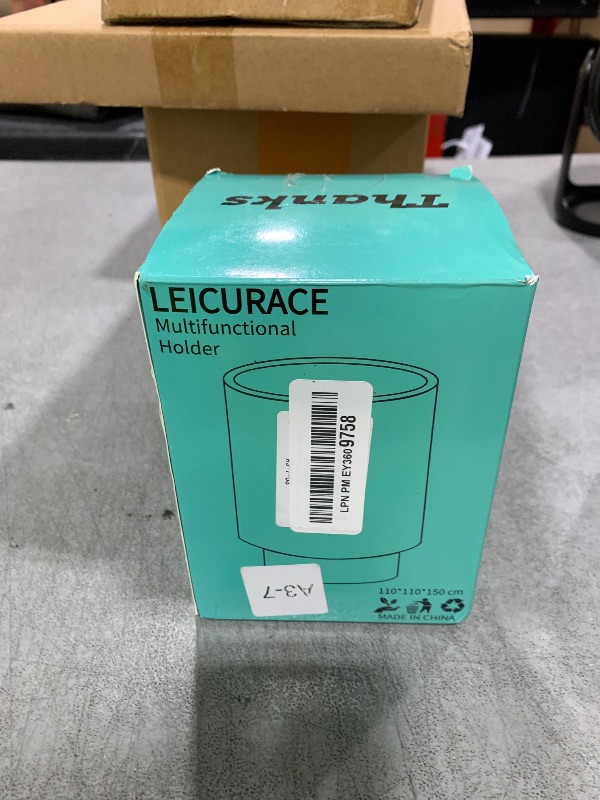 Thanks
LEICURACE
Multifunctional
Holder
LPN PM EY3609758
A3-7
110*110*150 cm
MADE IN CHINA